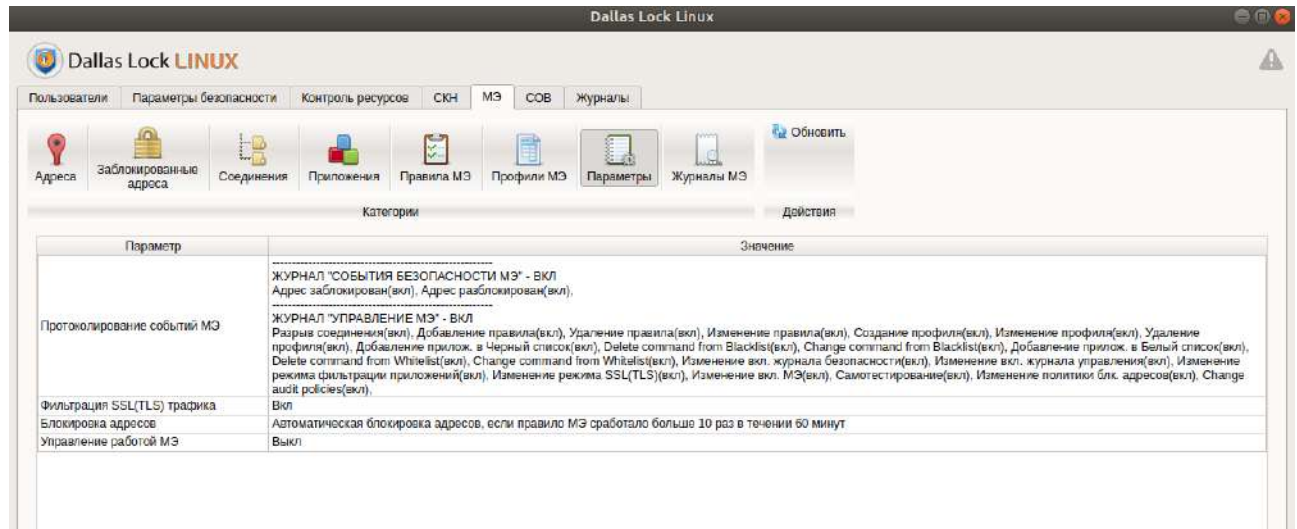 Dallas Lock Linux
Dallas Lock LINUX
Пользователи Параметры безопасности Контроль ресурсов СКН МЭ СОВ Журналы
Адреса Заблокированные адреса Соединения Приложения Правила МЭ Профили МЭ Параметры Журналы МЭ Обновить
Категории Действия
Параметр Значение
Протоколирование событий МЭ
ЖУРНАЛ "СОБЫТИЯ БЕЗОПАСНОСТИ МЭ" - ВКЛ
Адрес заблокирован(вкл), Адрес разблокирован(вкл),
ЖУРНАЛ "УПРАВЛЕНИЕ МЭ" - ВКЛ
Разрыв соединения(вкл), Добавление правила(вкл), Удаление правила(вкл), Изменение правила(вкл), Создание профиля(вкл), Изменение профиля(вкл), Удаление
профиля(вкл), Добавление прилож. в Черный список(вкл), Delete command from Blacklist(вкл), Change command from Blacklist(вкл), Добавление прилож. в Белый список(вкл),
Delete command from Whitelist(вкл), Change command from Whitelist(вкл), Изменение вкл. журнала безопасности(вкл), Изменение вкл. журнала управления(вкл), Изменение
режима фильтрации приложений(вкл), Изменение режима SSL(TLS)(вкл), Изменение вкл. МЭ(вкл), Самотестирование(вкл), Изменение политики блк. адресов(вкл), Change
audit policies(вкл),
Фильтрация SSL(TLS) трафика Вкл
Блокировка адресов Автоматическая блокировка адресов, если правило МЭ сработало больше 10 раз в течении 60 минут
Управление работой МЭ Выкл